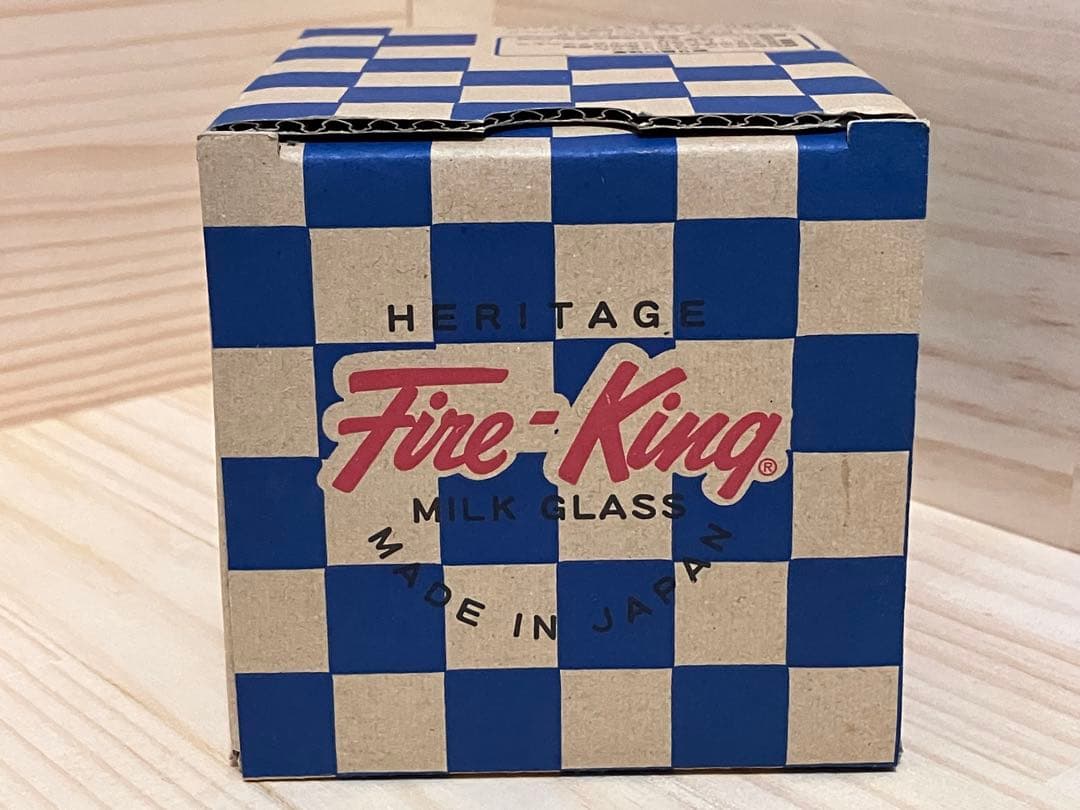 HERITAGE
Fire-King®
MILK GLASS
MADE IN JAPAN